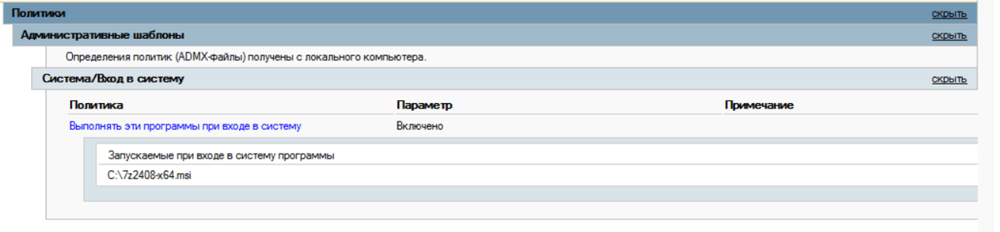 Политики скрыть
Административные шаблоны скрыть
Определения политик (ADMX-файлы) получены с локального компьютера.
Система/Вход в систему скрыть
Политика Параметр Примечание
Выполнять эти программы при входе в систему Включено
Запускаемые при входе в систему программы
C:\7z2408-x64.msi